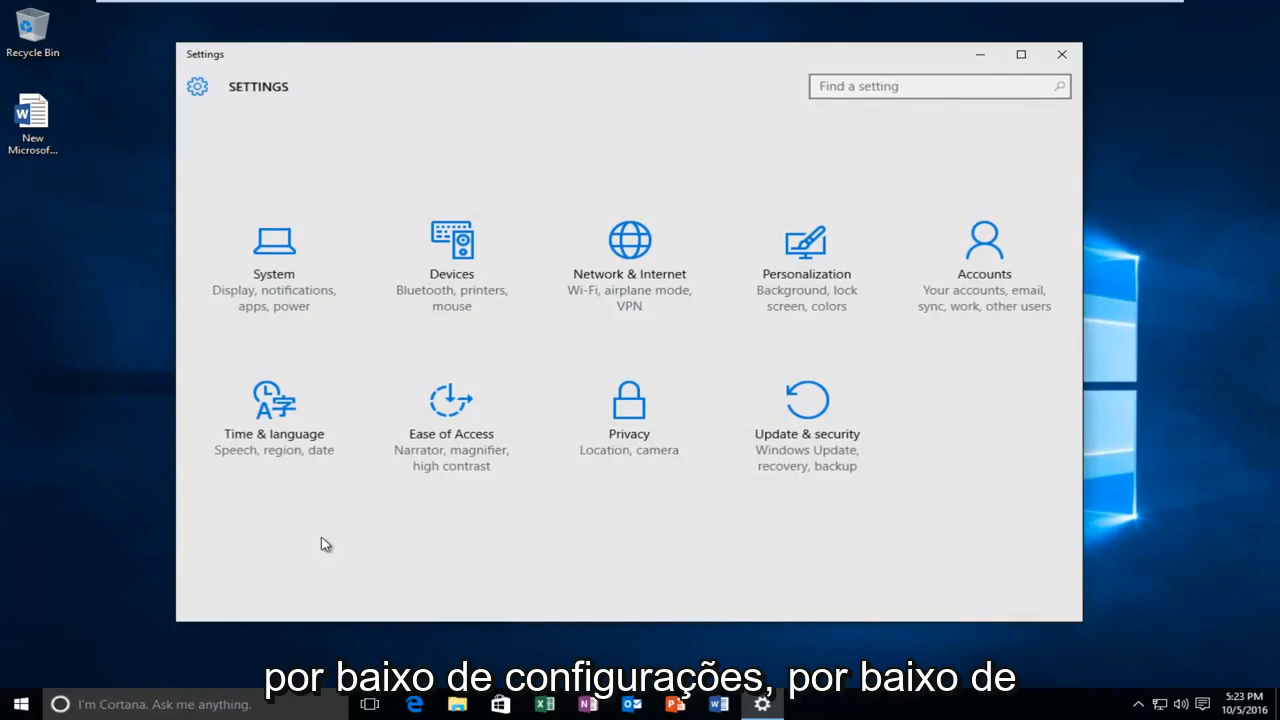 Recycle Bin
New
Microsof...
Settings
SETTINGS
Find a setting
System
Display, notifications,
apps, power
Devices
Bluetooth, printers,
mouse
Network & Internet
Wi-Fi, airplane mode,
VPN
Personalization
Background, lock
screen, colors
Accounts
Your accounts, email,
sync, work, other users
Time & language
Speech, region, date
Ease of Access
Narrator, magnifier,
high contrast
Privacy
Location, camera
Update & security
Windows Update,
recovery, backup
por baixo de configurações, por baixo de
I'm Cortana. Ask me anything.
5:23 PM
10/5/2016